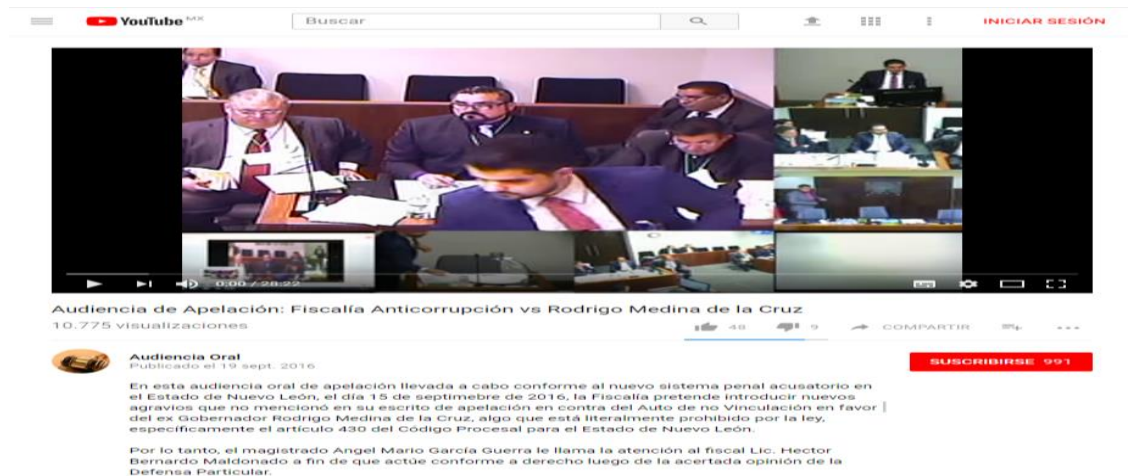 YouTube MX
Buscar
INICIAR SESIÓN
0:00 / 28:22
Audiencia de Apelación: Fiscalía Anticorrupción vs Rodrigo Medina de la Cruz
10.775 visualizaciones
48 9 COMPARTIR
Audiencia Oral
Publicado el 19 sept. 2016
SUSCRIBIRSE 991
En esta audiencia oral de apelación llevada a cabo conforme al nuevo sistema penal acusatorio en
el Estado de Nuevo León, el día 15 de septimebre de 2016, la Fiscalía pretende introducir nuevos
agravios que no mencionó en su escrito de apelación en contra del Auto de no Vinculación en favor
del ex Gobernador Rodrigo Medina de la Cruz, algo que está literalmente prohibido por la ley,
específicamente el artículo 430 del Código Procesal para el Estado de Nuevo León.
Por lo tanto, el magistrado Angel Mario García Guerra le llama la atención al fiscal Lic. Hector
Bernardo Maldonado a fin de que actúe conforme a derecho luego de la acertada opinión de la
Defensa Particular.